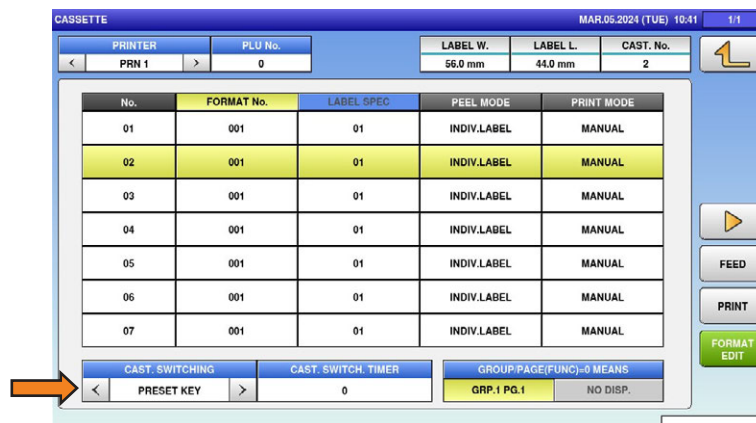 CASSETTE MAR.05.2024 (TUE) 10:41 1/1
PRINTER PLU No. LABEL W. LABEL L. CAST. No.
< PRN 1 > 0 56.0 mm 44.0 mm 2
No. FORMAT No. LABEL SPEC PEEL MODE PRINT MODE
01 001 01 INDIV.LABEL MANUAL
02 001 01 INDIV.LABEL MANUAL
03 001 01 INDIV.LABEL MANUAL
04 001 01 INDIV.LABEL MANUAL
05 001 01 INDIV.LABEL MANUAL
06 001 01 INDIV.LABEL MANUAL
07 001 01 INDIV.LABEL MANUAL
FEED
PRINT
FORMAT
EDIT
CAST. SWITCHING CAST. SWITCH. TIMER GROUP/PAGE(FUNC)=0 MEANS
< PRESET KEY > 0 GRP.1 PG.1 NO DISP.